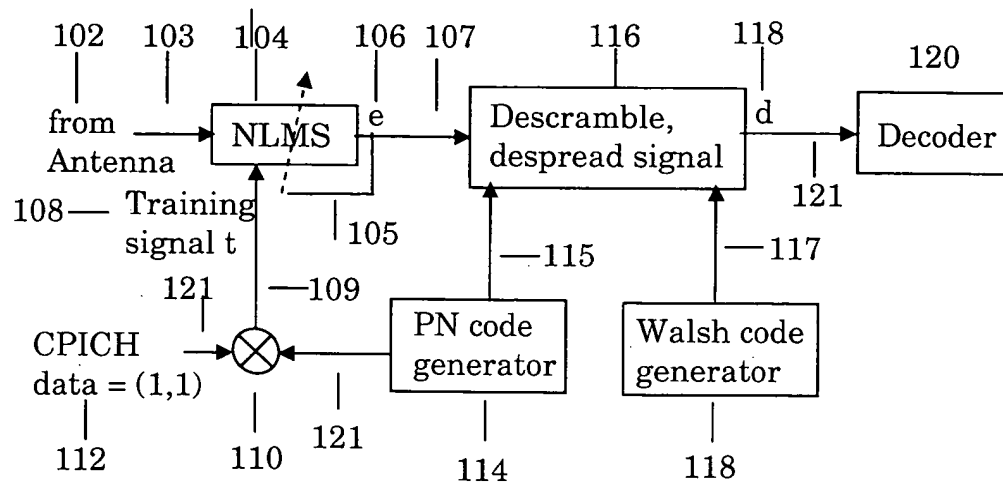 102 103 104 106 107 116 118 120
from Antenna
NLMS
e
Descramble, despread signal
d
Decoder
121
108 Training signal t
105
115
117
121
109
CPICH data = (1,1)
PN code generator
Walsh code generator
112
110
121
114
118